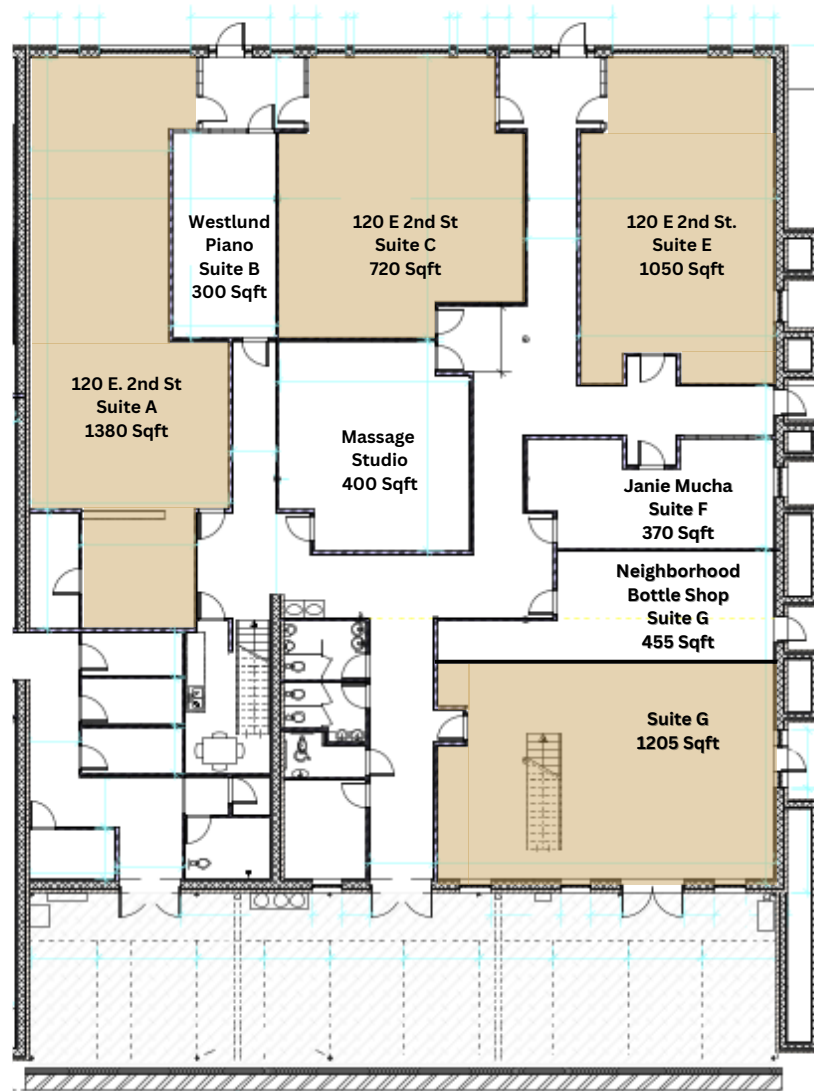 Westlund
Piano
Suite B
300 Sqft
120 E 2nd St
Suite C
720 Sqft
120 E 2nd St.
Suite E
1050 Sqft
120 E. 2nd St
Suite A
1380 Sqft
Massage
Studio
400 Sqft
Janie Mucha
Suite F
370 Sqft
Neighborhood
Bottle Shop
Suite G
455 Sqft
Suite G
1205 Sqft